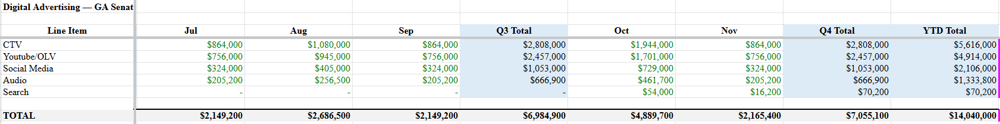 Digital Advertising — GA Senat
Line Item Jul Aug Sep Q3 Total Oct Nov Q4 Total YTD Total
CTV $864,000 $1,080,000 $864,000 $2,808,000 $1,944,000 $864,000 $2,808,000 $5,616,000
Youtube/OLV $756,000 $945,000 $756,000 $2,457,000 $1,701,000 $756,000 $2,457,000 $4,914,000
Social Media $324,000 $405,000 $324,000 $1,053,000 $729,000 $324,000 $1,053,000 $2,106,000
Audio $205,200 $256,500 $205,200 $666,900 $461,700 $205,200 $666,900 $1,333,800
Search - - - - $54,000 $16,200 $70,200 $70,200
TOTAL $2,149,200 $2,686,500 $2,149,200 $6,984,900 $4,889,700 $2,165,400 $7,055,100 $14,040,000